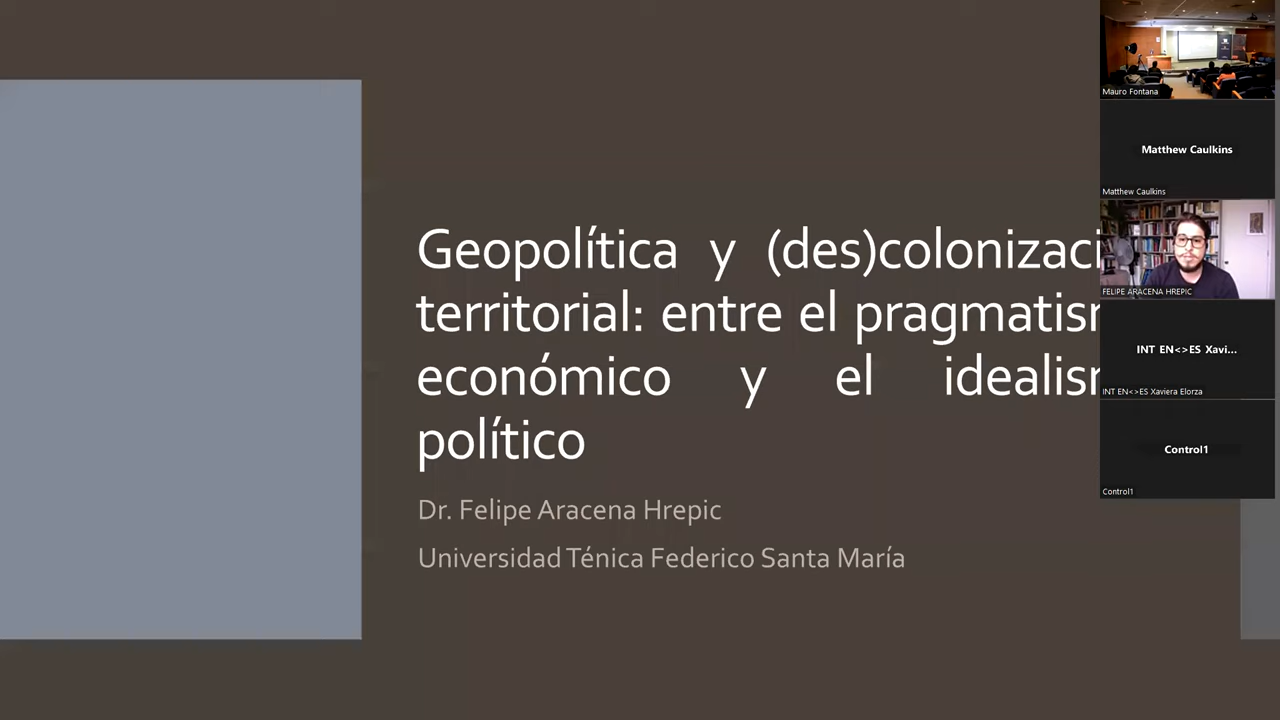 Geopolítica y (des)colonizaci
territorial: entre el pragmatis
económico y el idealis
político
Dr. Felipe Aracena Hrepic
Universidad Ténica Federico Santa María
Mauro Fontana
Matthew Caulkins
Matthew Caulkins
FELIPE ARACENA HREPIC
INT EN<>ES Xavi...
INT EN<>ES Xaviera Elorza
Control1
Control1